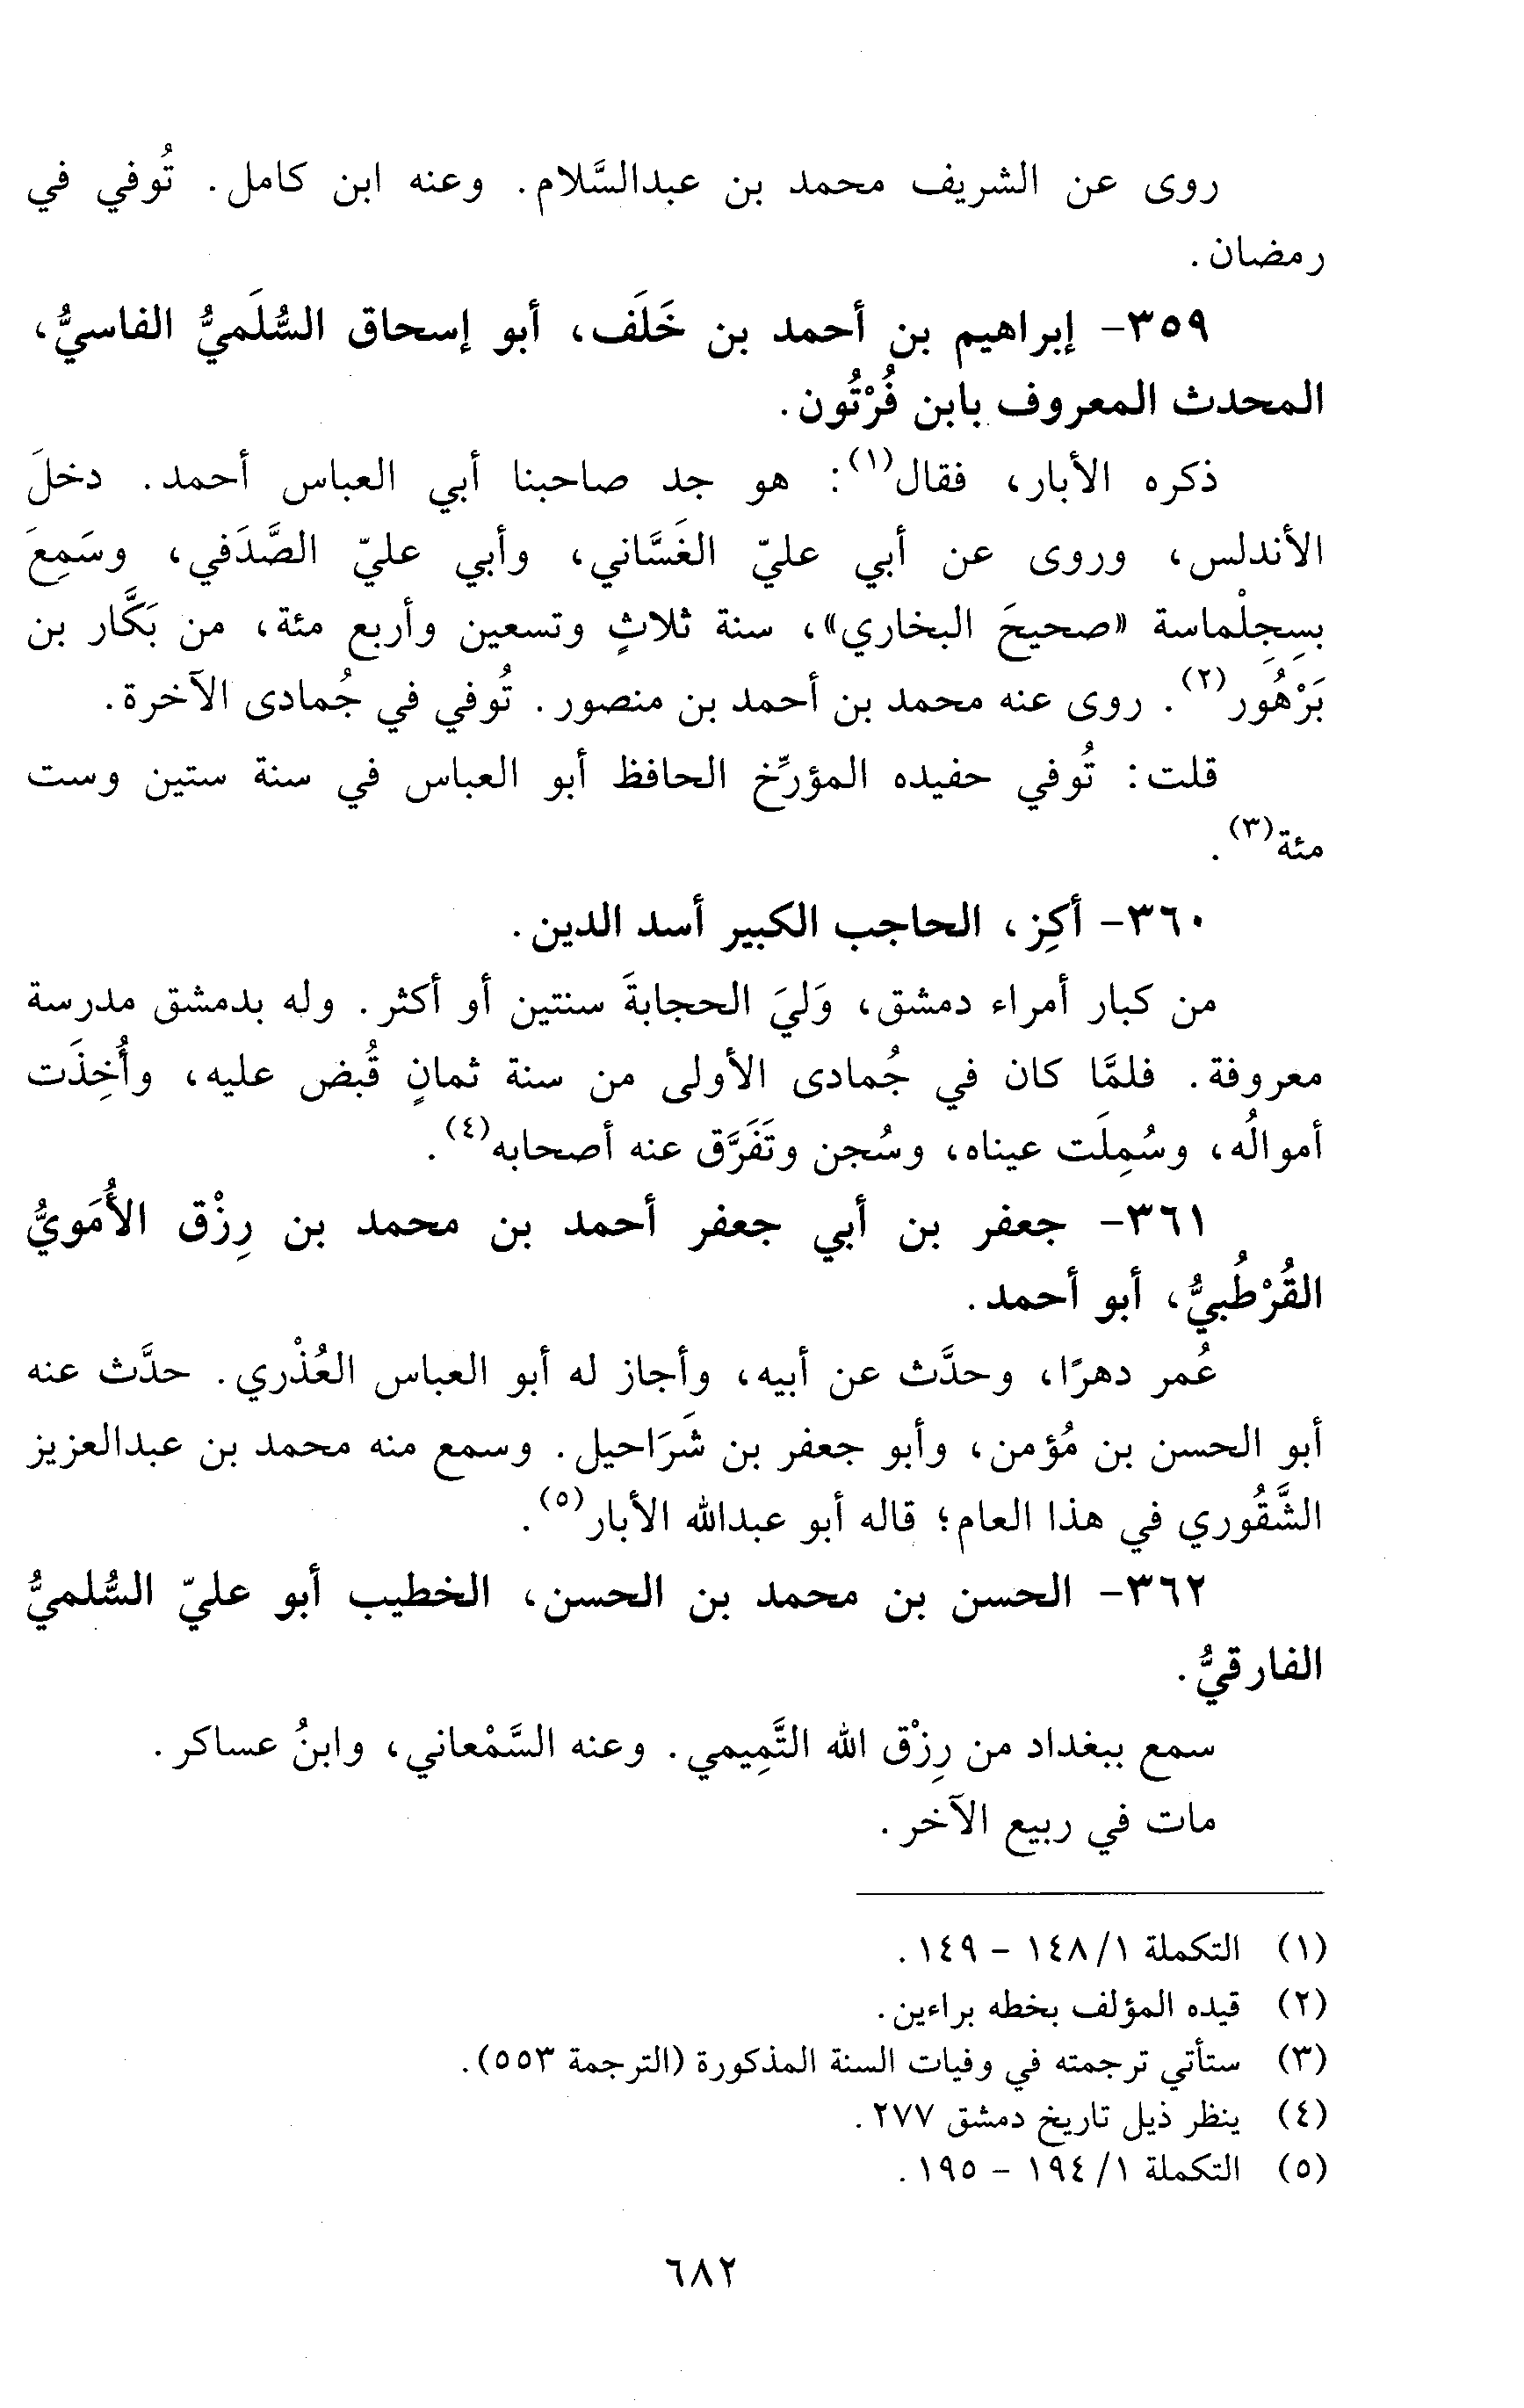 روى عن الشريف محمد بن عبدالسَّلام. وعنه ابن كامل. تُوفي في
رمضان.
٣٥٩- إبراهيم بن أحمد بن خَلَف، أبو إسحاق السُّلَميُّ الفاسيُّ،
المحدث المعروف بابن فُرْتُون.
ذكره الأبار، فقال(١): هو جد صاحبنا أبي العباس أحمد. دخلَ
الأندلس، وروى عن أبي عليّ الغَسَّاني، وأبي عليّ الصَّدَفي، وسَمِعَ
بسِجِلْماسة «صحيحَ البخاري»، سنة ثلاثٍ وتسعين وأربع مئة، من بَكَّار بن
بَرْهُور(٢). روى عنه محمد بن أحمد بن منصور. تُوفي في جُمادى الآخرة.
قلت: تُوفي حفيده المؤرِّخ الحافظ أبو العباس في سنة ستين وست
مئة(٣).
٣٦٠- أكِز، الحاجب الكبير أسد الدين.
من كبار أمراء دمشق، وَليَ الحجابةَ سنتين أو أكثر. وله بدمشق مدرسة
معروفة. فلمَّا كان في جُمادى الأولى من سنة ثمانٍ قُبض عليه، وأُخِذَت
أموالُه، وسُمِلَت عيناه، وسُجن وتَفَرَّق عنه أصحابه(٤).
٣٦١- جعفر بن أبي جعفر أحمد بن محمد بن رِزْق الأُمَويُّ
القُرْطُبيُّ، أبو أحمد.
عُمر دهرًا، وحدَّث عن أبيه، وأجاز له أبو العباس العُذْري. حدَّث عنه
أبو الحسن بن مُؤمن، وأبو جعفر بن شَرَاحيل. وسمع منه محمد بن عبدالعزيز
الشَّقُوري في هذا العام؛ قاله أبو عبدالله الأبار(٥).
٣٦٢- الحسن بن محمد بن الحسن، الخطيب أبو عليّ السُّلميُّ
الفارقيُّ.
سمع ببغداد من رِزْق الله التَّمِيمي. وعنه السَّمْعاني، وابنُ عساكر.
مات في ربيع الآخر.
(١) التكملة ١/ ١٤٨ - ١٤٩.
(٢) قيده المؤلف بخطه براءين.
(٣) ستأتي ترجمته في وفيات السنة المذكورة (الترجمة ٥٥٣).
(٤) ينظر ذيل تاريخ دمشق ٢٧٧.
(٥) التكملة ١/ ١٩٤ - ١٩٥.
٦٨٢